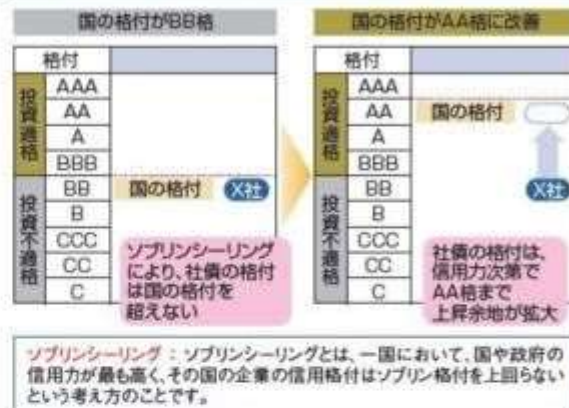 国の格付がBB格
格付
投資適格
AAA
AA
A
BBB
投資不適格
BB 国の格付 X社
B
CCC
CC
C
ソブリンシーリング
により、社債の格付
は国の格付を
超えない
国の格付がAA格に改善
格付
投資適格
AAA
AA 国の格付
A
BBB
投資不適格
BB X社
B
CCC
CC
C
社債の格付は、
信用力次第で
AA格まで
上昇余地が拡大
ソブリンシーリング：ソブリンシーリングとは、一国において、国や政府の
信用力が最も高く、その国の企業の信用格付はソブリン格付を上回らない
という考え方のことです。